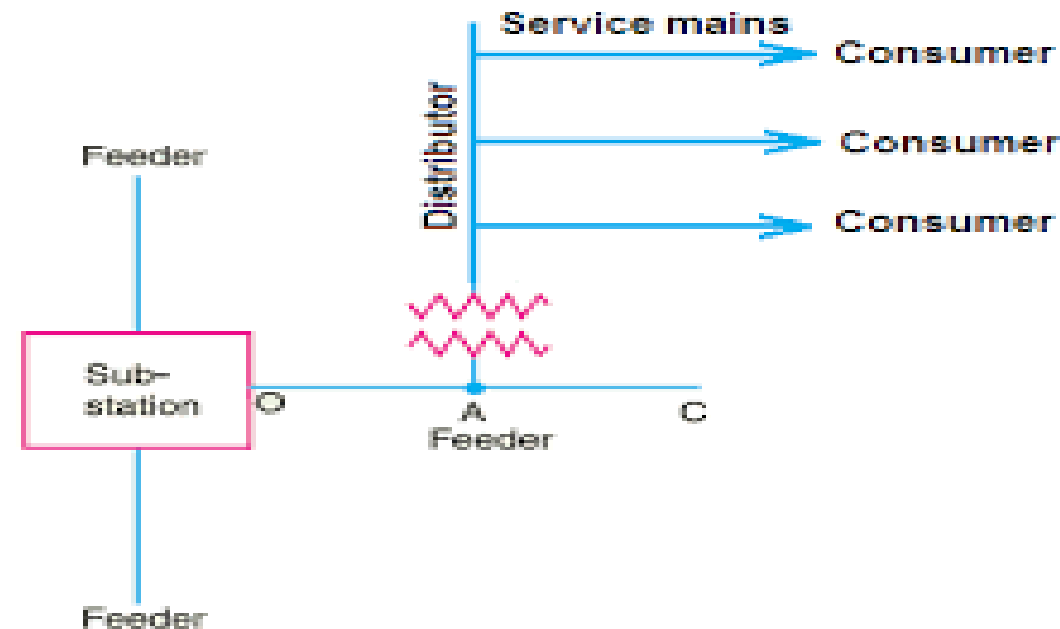 Service mains
Consumer
Distributor
Consumer
Feeder
Consumer
Sub-
station
O
A
C
Feeder
Feeder